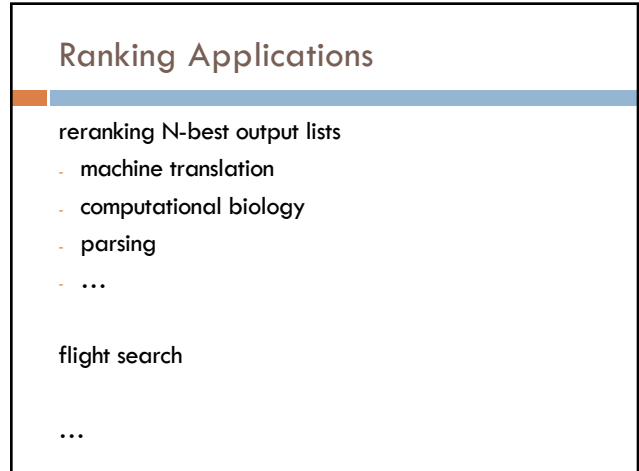 Ranking Applications
reranking N-best output lists
- machine translation
- computational biology
- parsing
- …
flight search
…